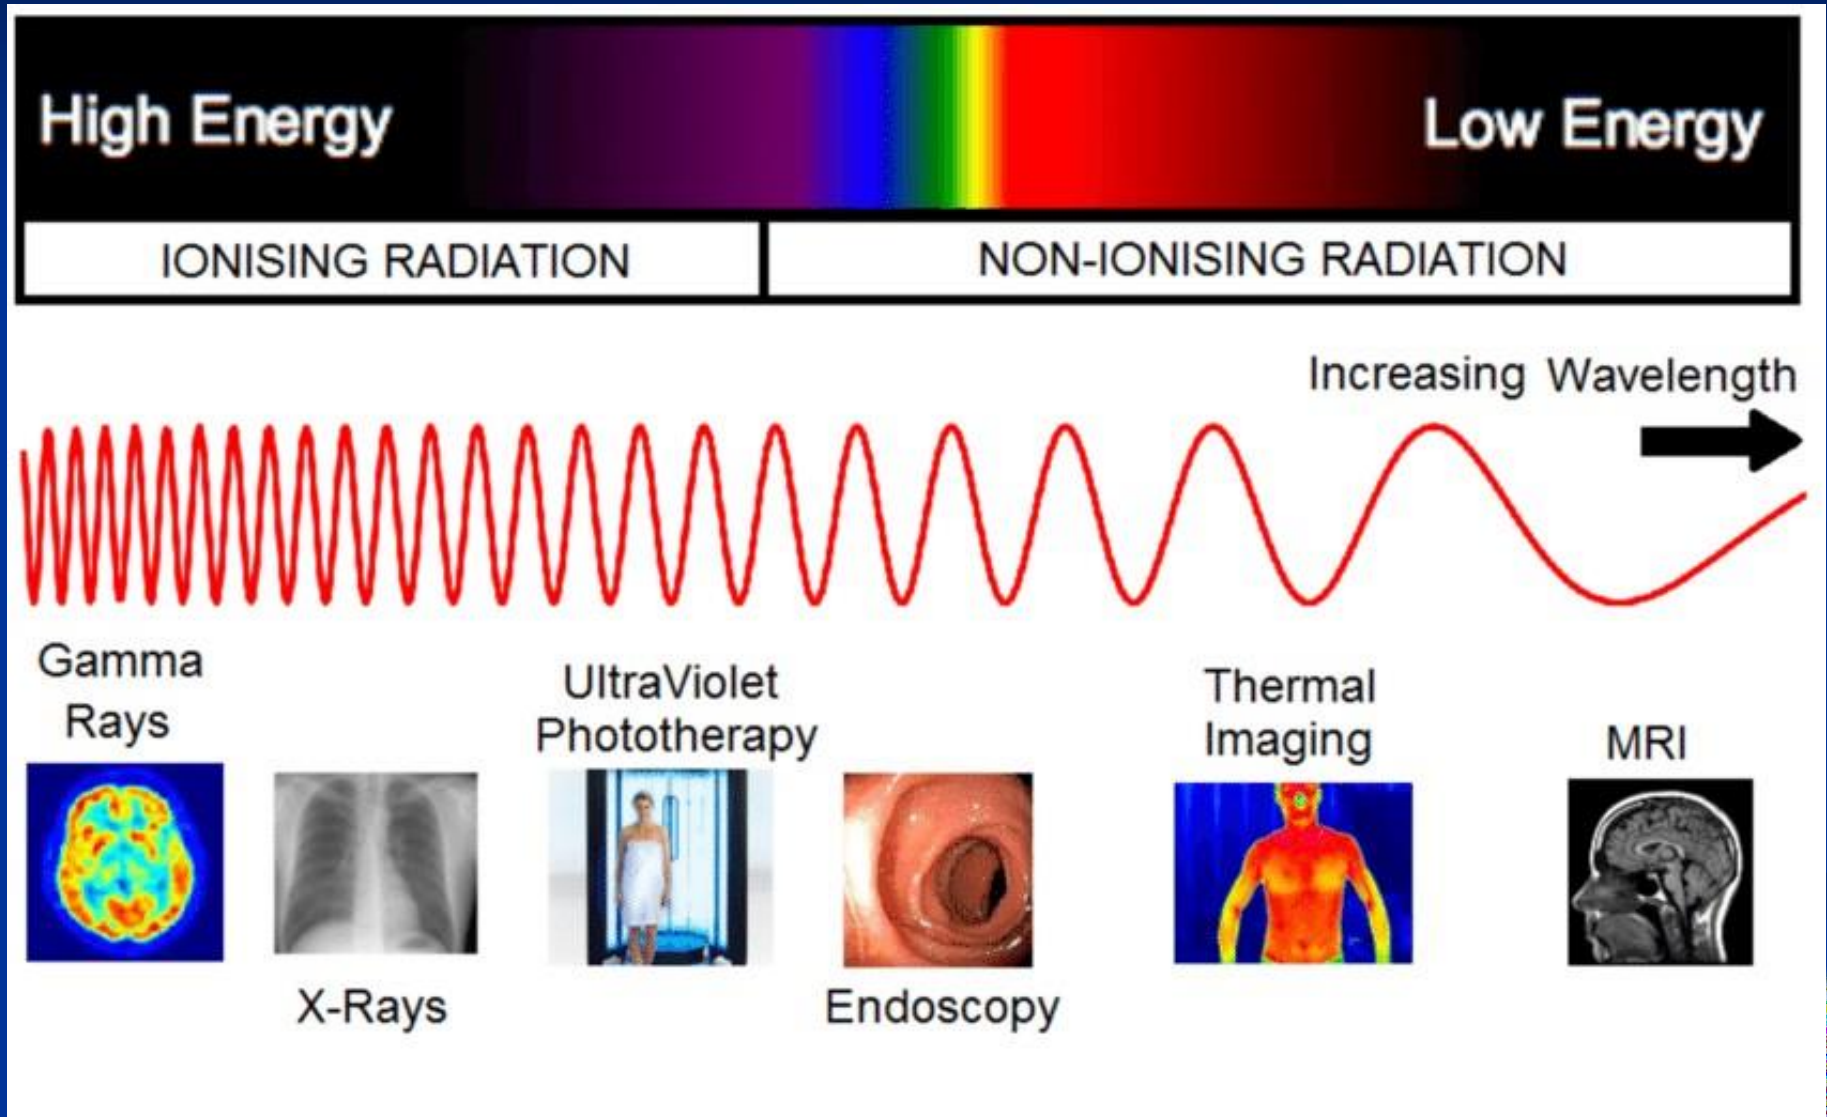 High Energy
Low Energy
IONISING RADIATION
NON-IONISING RADIATION
Increasing Wavelength
Gamma
Rays
UltraViolet
Phototherapy
Thermal
Imaging
MRI
X-Rays
Endoscopy